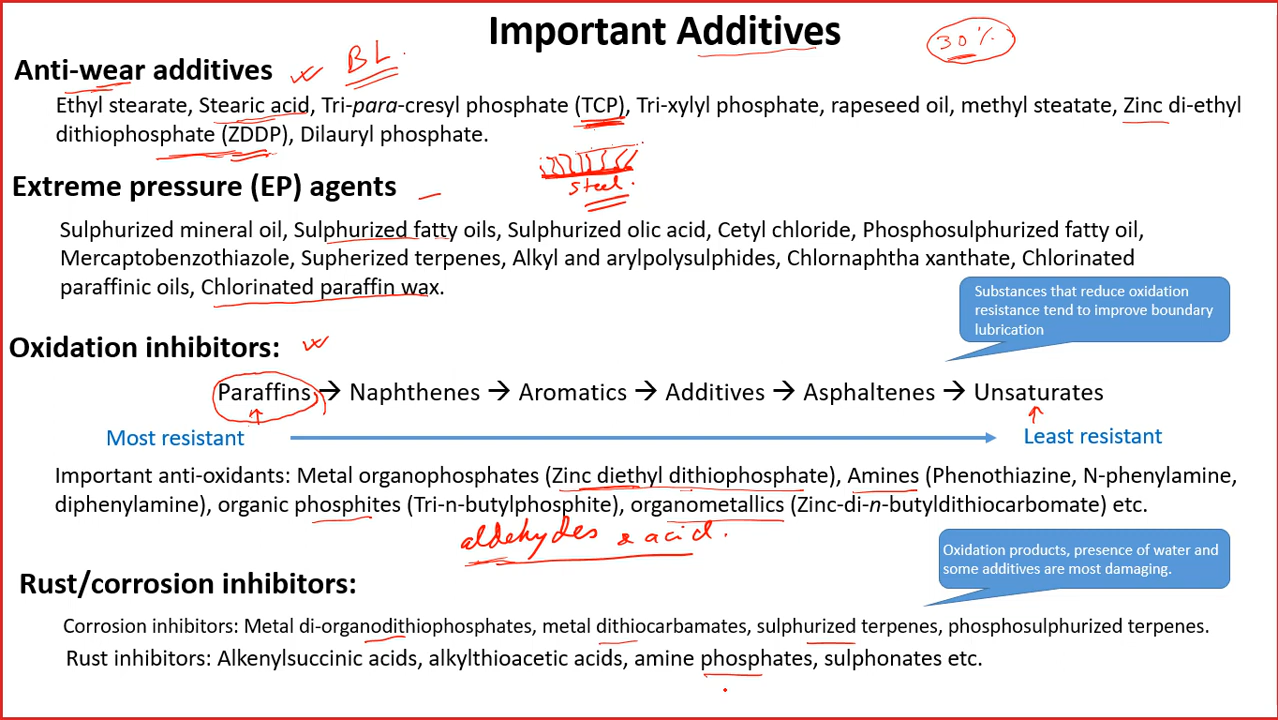 Important Additives
30%
Anti-wear additives
BL
Ethyl stearate, Stearic acid, Tri-para-cresyl phosphate (TCP), Tri-xylyl phosphate, rapeseed oil, methyl steatate, Zinc di-ethyl
dithiophosphate (ZDDP), Dilauryl phosphate.
steel.
Extreme pressure (EP) agents
Sulphurized mineral oil, Sulphurized fatty oils, Sulphurized olic acid, Cetyl chloride, Phosphosulphurized fatty oil,
Mercaptobenzothiazole, Supherized terpenes, Alkyl and arylpolysulphides, Chlornaphtha xanthate, Chlorinated
paraffinic oils, Chlorinated paraffin wax.
Substances that reduce oxidation
resistance tend to improve boundary
lubrication
Oxidation inhibitors:
Paraffins → Naphthenes → Aromatics → Additives → Asphaltenes → Unsaturates
Most resistant
Least resistant
Important anti-oxidants: Metal organophosphates (Zinc diethyl dithiophosphate), Amines (Phenothiazine, N-phenylamine,
diphenylamine), organic phosphites (Tri-n-butylphosphite), organometallics (Zinc-di-n-butyldithiocarbomate) etc.
aldehydes & acid.
Oxidation products, presence of water and
some additives are most damaging.
Rust/corrosion inhibitors:
Corrosion inhibitors: Metal di-organodithiophosphates, metal dithiocarbamates, sulphurized terpenes, phosphosulphurized terpenes.
Rust inhibitors: Alkenylsuccinic acids, alkylthioacetic acids, amine phosphates, sulphonates etc.